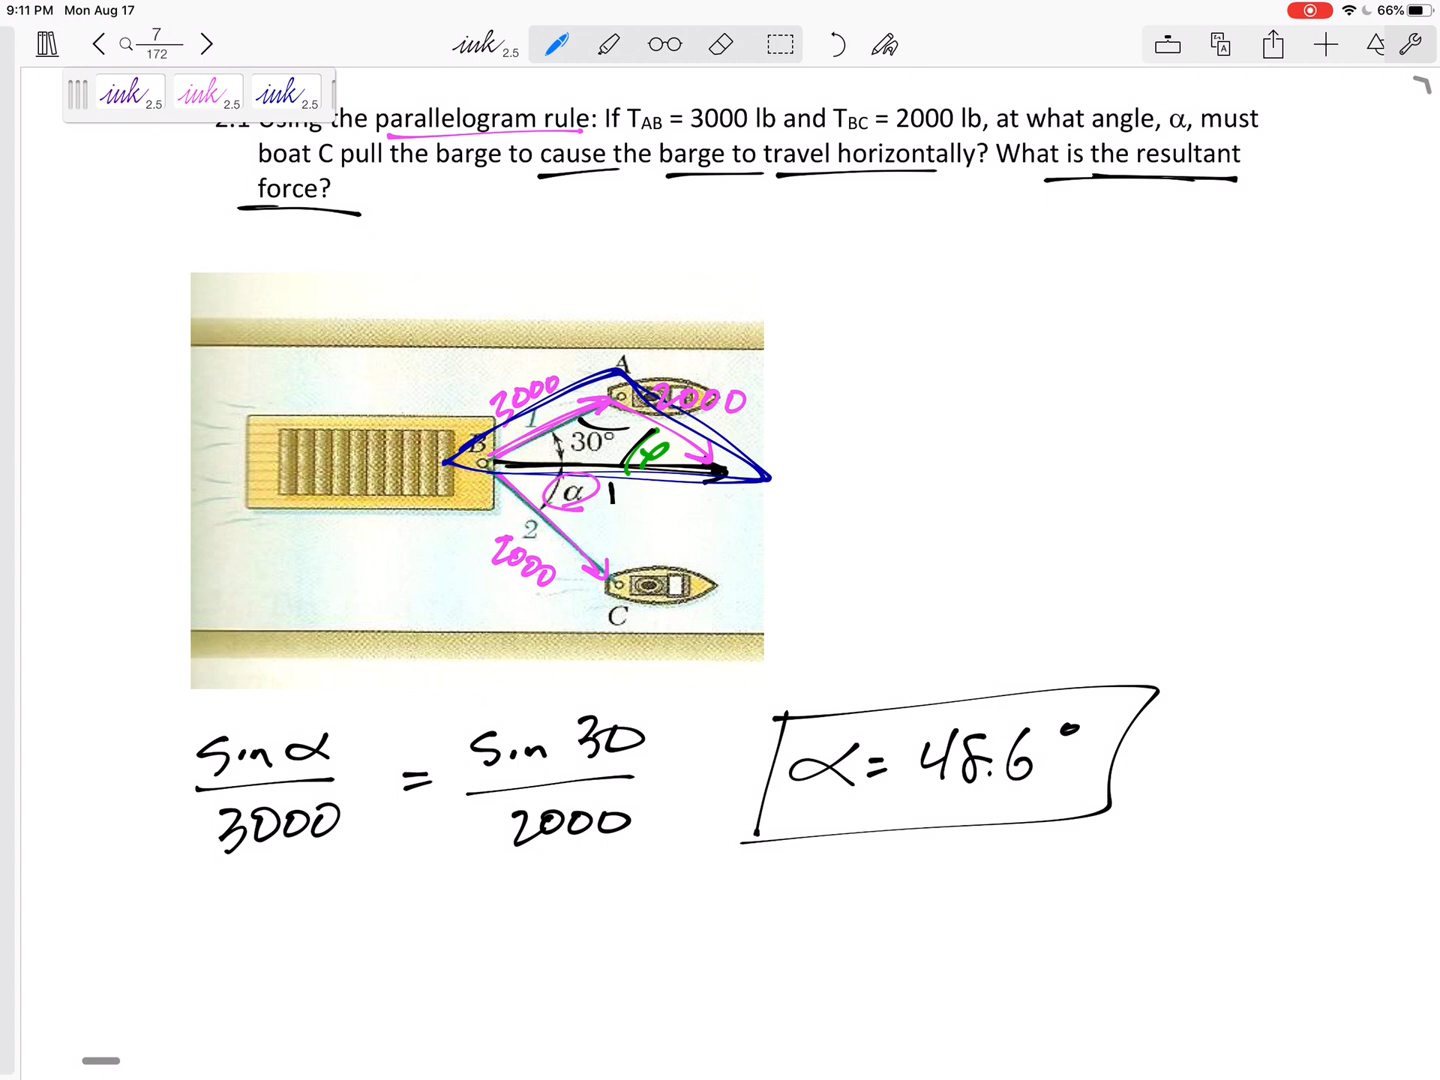 9:11 PM Mon Aug 17
66%
7
172
ink 2.5
ink 2.5
ink 2.5
ink 2.5
2.1 Using the parallelogram rule: If TAB = 3000 lb and TBC = 2000 lb, at what angle, α, must
boat C pull the barge to cause the barge to travel horizontally? What is the resultant
force?
A
3000
2000
1
B
30°
φ
α
2
2000
C
sin α
3000
=
sin 30
2000
α = 48.6°